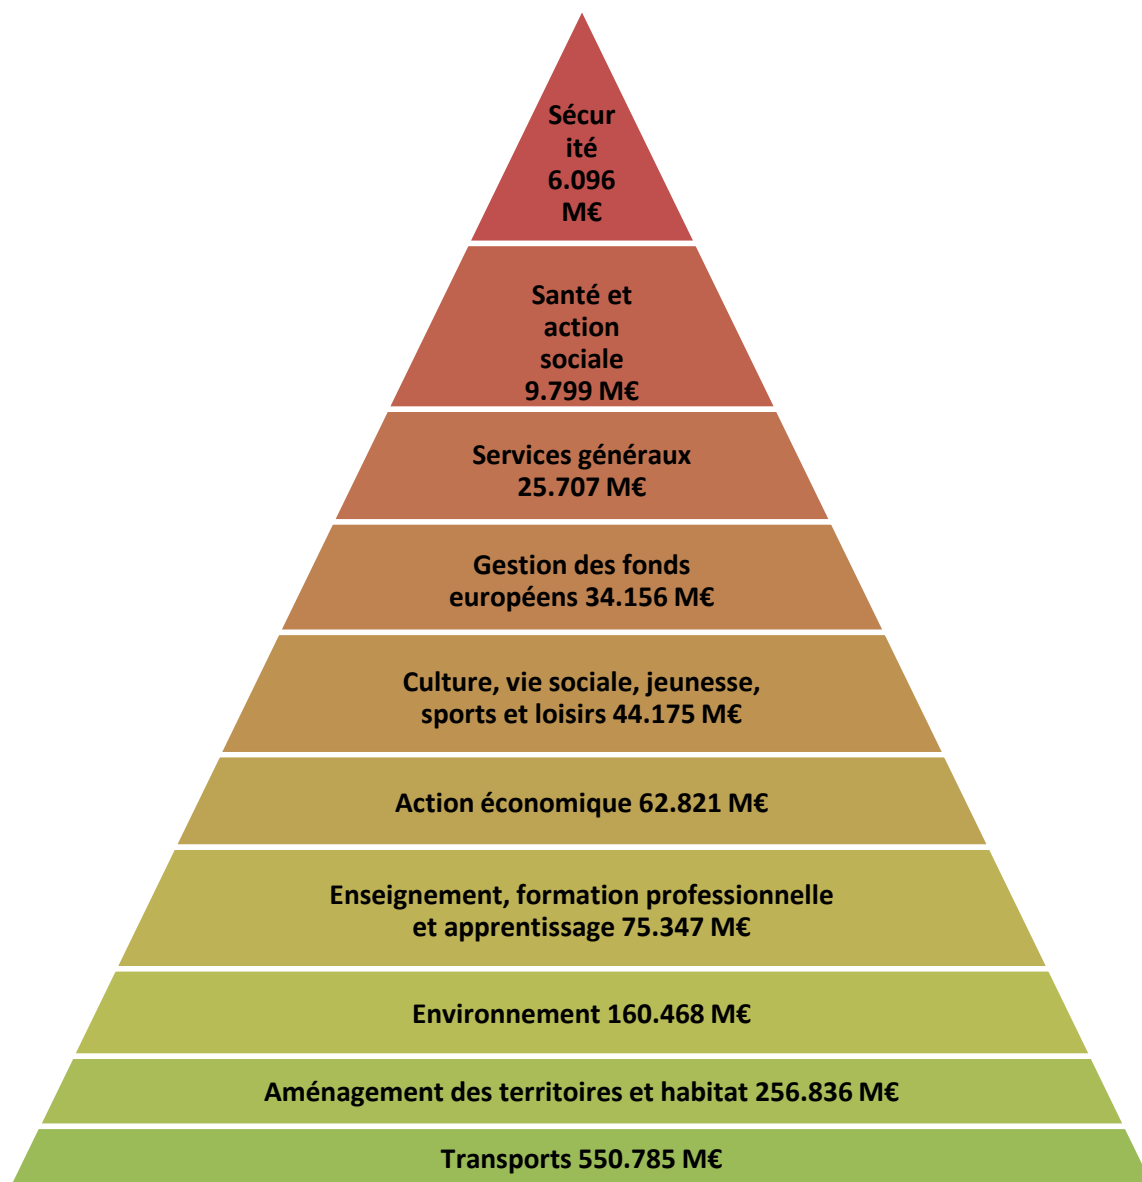 Sécur
ité
6.096
M€
Santé et
action
sociale
9.799 M€
Services généraux
25.707 M€
Gestion des fonds
européens 34.156 M€
Culture, vie sociale, jeunesse,
sports et loisirs 44.175 M€
Action économique 62.821 M€
Enseignement, formation professionnelle
et apprentissage 75.347 M€
Environnement 160.468 M€
Aménagement des territoires et habitat 256.836 M€
Transports 550.785 M€